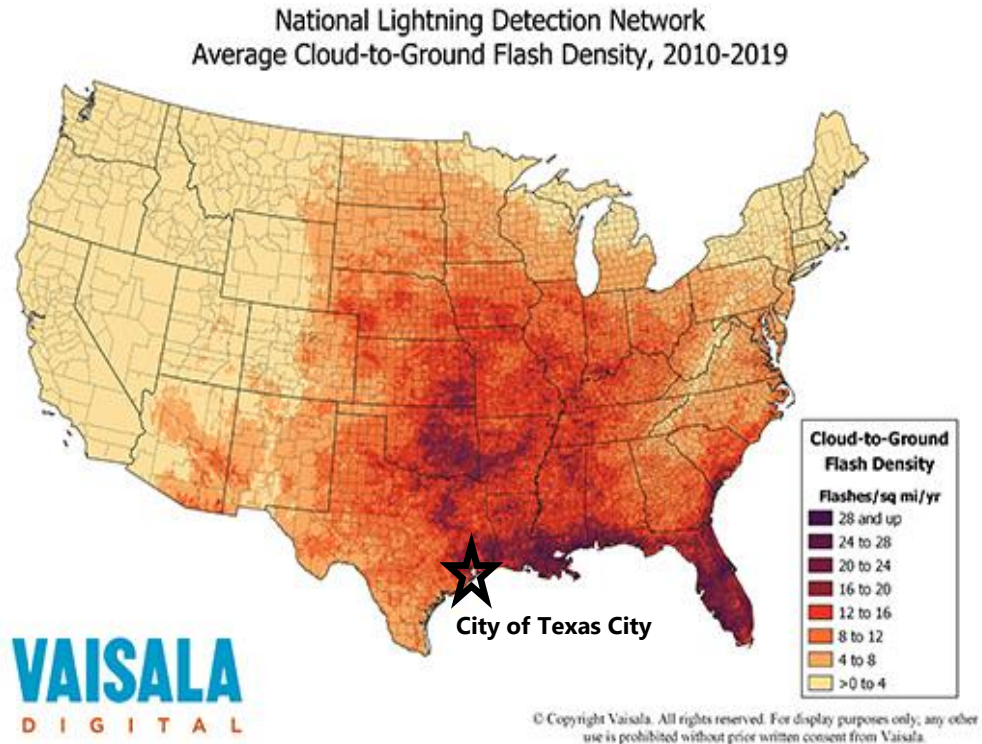 National Lightning Detection Network
Average Cloud-to-Ground Flash Density, 2010-2019
Cloud-to-Ground
Flash Density
Flashes/sq mi/yr
28 and up
24 to 28
20 to 24
16 to 20
12 to 16
8 to 12
4 to 8
>0 to 4
City of Texas City
VAISALA
DIGITAL
© Copyright Vaisala. All rights reserved. For display purposes only; any other
use is prohibited without prior written consent from Vaisala.